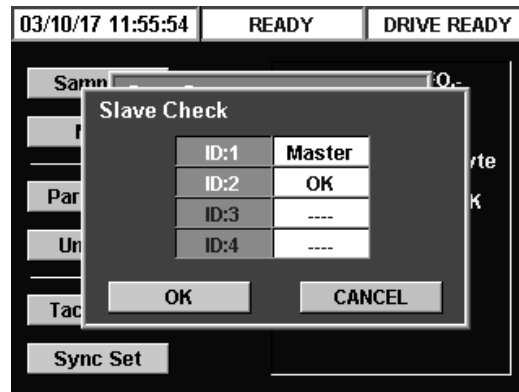 03/10/17 11:55:54 READY DRIVE READY
Slave Check
ID:1 Master
ID:2 OK
ID:3 ----
ID:4 ----
OK CANCEL
Sync Set